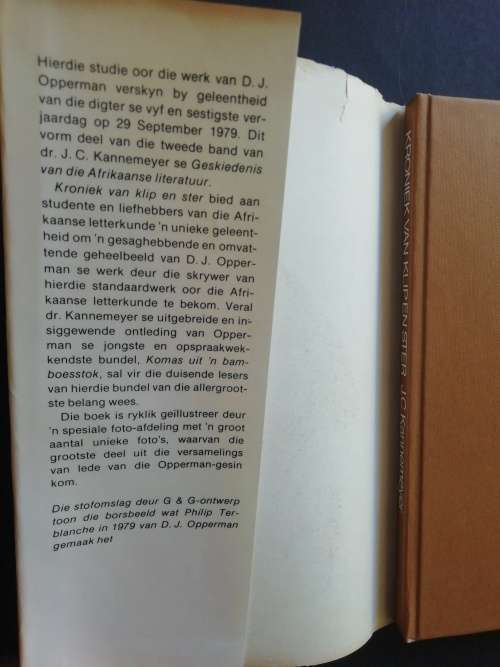 Hierdie studie oor die werk van D. J.
Opperman verskyn by geleentheid
van die digter se vyf en sestigste ver-
jaardag op 29 September 1979. Dit
vorm deel van die tweede band van
dr. J. C. Kannemeyer se Geskiedenis
van die Afrikaanse literatuur.
Kroniek van klip en ster bied aan
studente en liefhebbers van die Afri-
kaanse letterkunde 'n unieke geleent-
heid om 'n gesaghebbende en omvat-
tende geheelbeeld van D. J. Opper-
man se werk deur die skrywer van
hierdie standaardwerk oor die Afri-
kaanse letterkunde te bekom. Veral
dr. Kannemeyer se uitgebreide en in-
siggewende ontleding van Opper-
man se jongste en opspraakwek-
kendste bundel, Komas uit 'n bam-
boesstok, sal vir die duisende lesers
van hierdie bundel van die allergroot-
ste belang wees.
Die boek is ryklik geïllustreer deur
'n spesiale foto-afdeling met 'n groot
aantal unieke foto's, waarvan die
grootste deel uit die versamelings
van lede van die Opperman-gesin
kom.
Die stofomslag deur G & G-ontwerp
toon die borsbeeld wat Philip Ter-
blanche in 1979 van D. J. Opperman
gemaak het
KRONIEK VAN KLIP EN STER J C Kannemeyer